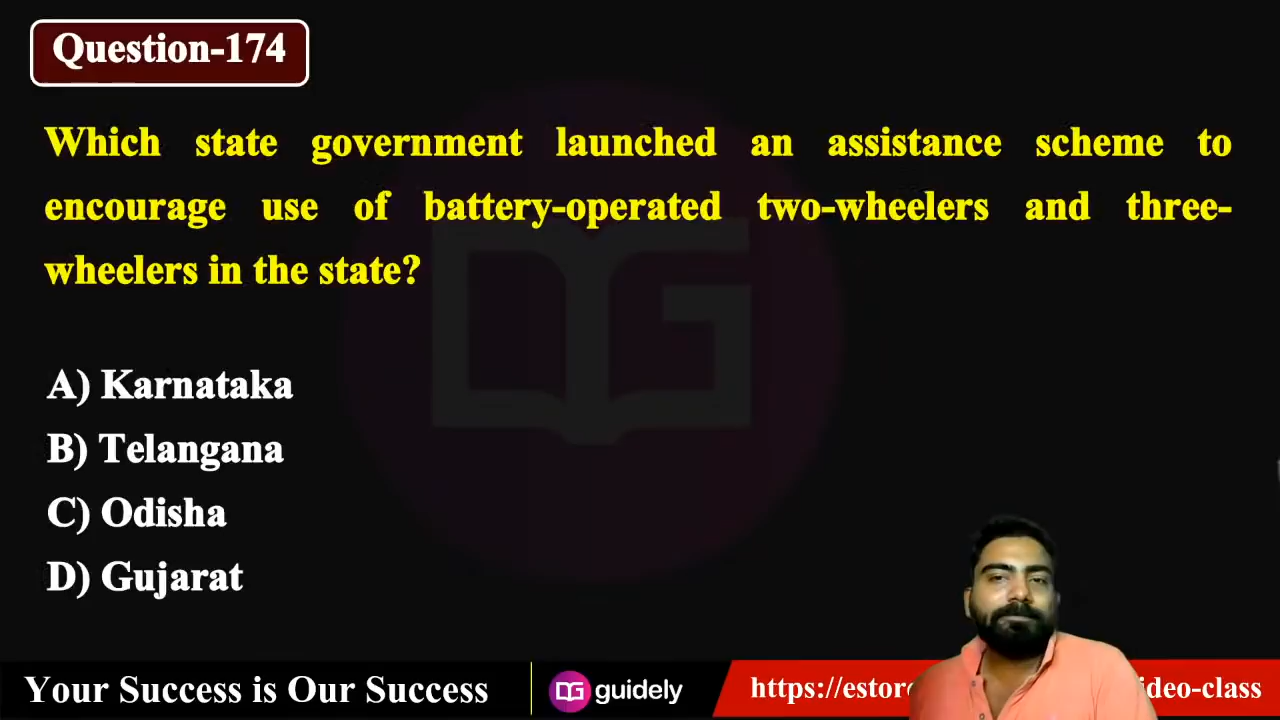 Question-174
Which state government launched an assistance scheme to
encourage use of battery-operated two-wheelers and three-
wheelers in the state?
A) Karnataka
B) Telangana
C) Odisha
D) Gujarat
Your Success is Our Success
DG guidely
https://estor
ideo-class